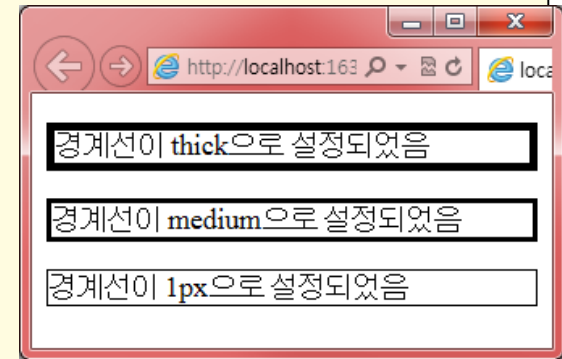 http://localhost:163
loca
경계선이 thick으로 설정되었음
경계선이 medium으로 설정되었음
경계선이 1px으로 설정되었음